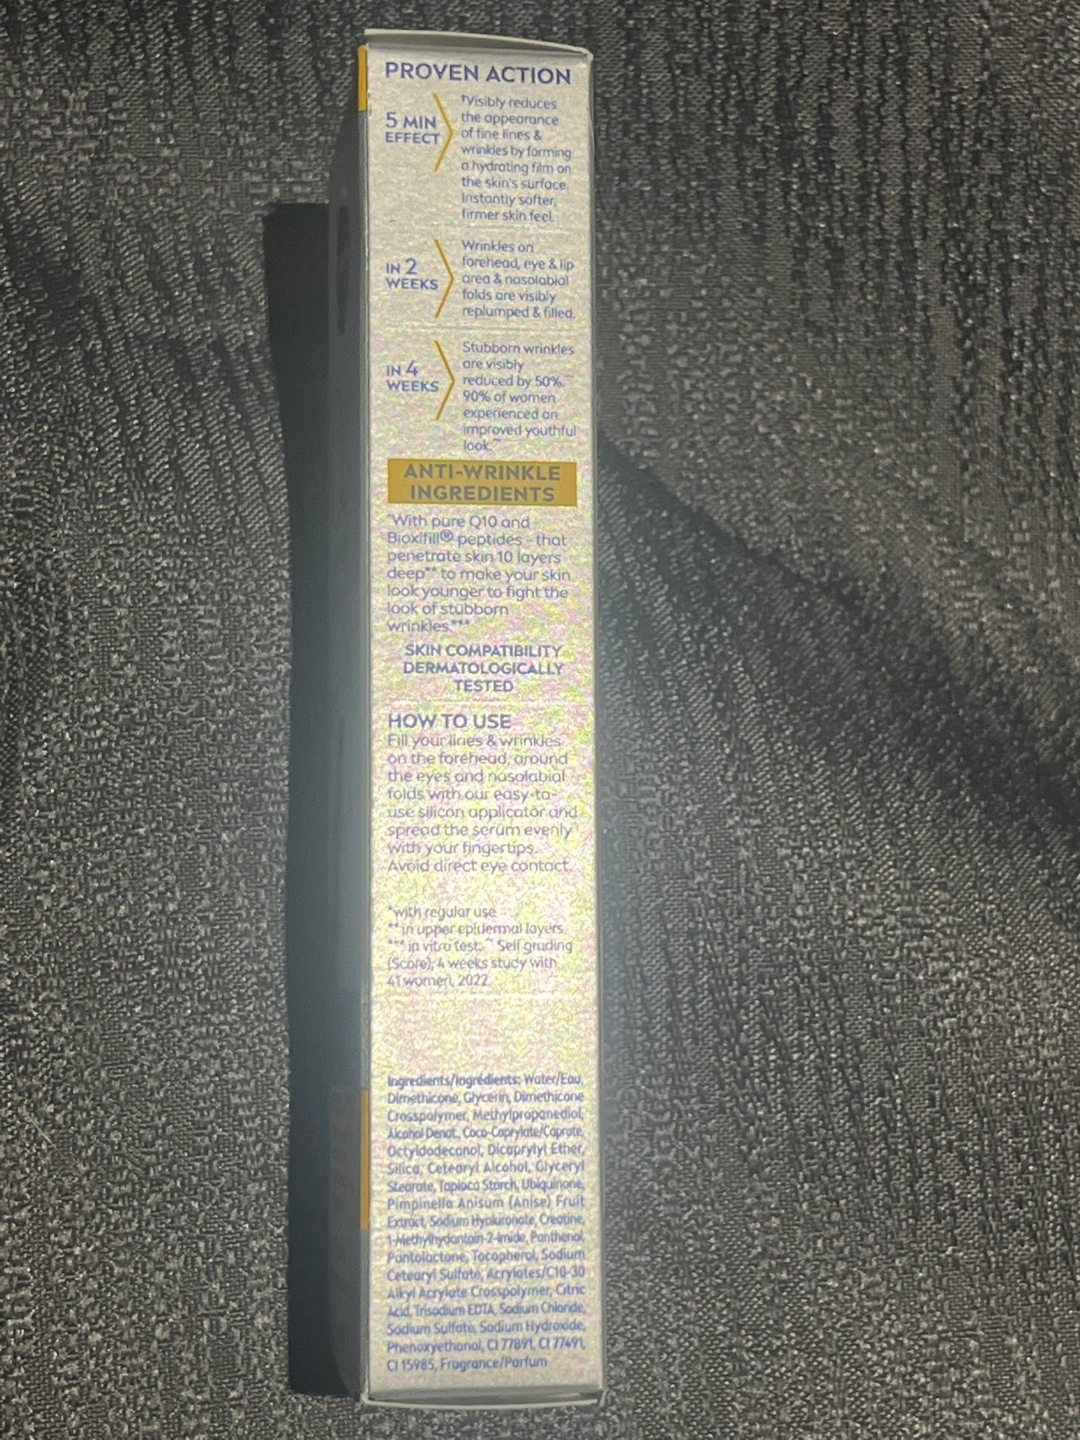 PROVEN ACTION
5 MIN
EFFECT
†Visibly reduces
the appearance
of fine lines &
wrinkles by forming
a hydrating film on
the skin's surface.
Instantly softer,
firmer skin feel.
IN 2
WEEKS
Wrinkles on
forehead, eye & lip
area & nasolabial
folds are visibly
replumped & filled.
IN 4
WEEKS
Stubborn wrinkles
are visibly
reduced by 50%.~
90% of women
experienced an
improved youthful
look.~
ANTI-WRINKLE
INGREDIENTS
*With pure Q10 and
Bioxifill® peptides - that
penetrate skin 10 layers
deep** to make your skin
look younger to fight the
look of stubborn
wrinkles.***
SKIN COMPATIBILITY
DERMATOLOGICALLY
TESTED
HOW TO USE
Fill your lines & wrinkles
on the forehead, around
the eyes and nasolabial
folds with our easy-to-
use silicon applicator and
spread the serum evenly
with your fingertips.
Avoid direct eye contact.
*with regular use
** in upper epidermal layers
*** in vitro test. ~ Self grading
(Score), 4 weeks study with
41 women, 2022.
Ingredients/Ingrédients: Water/Eau,
Dimethicone, Glycerin, Dimethicone
Crosspolymer, Methylpropanediol,
Alcohol Denat., Coco-Caprylate/Caprate,
Octyldodecanol, Dicaprylyl Ether,
Silica, Cetearyl Alcohol, Glyceryl
Stearate, Tapioca Starch, Ubiquinone,
Pimpinella Anisum (Anise) Fruit
Extract, Sodium Hyaluronate, Creatine,
1-Methylhydantoin-2-Imide, Panthenol,
Pantolactone, Tocopherol, Sodium
Cetearyl Sulfate, Acrylates/C10-30
Alkyl Acrylate Crosspolymer, Citric
Acid, Trisodium EDTA, Sodium Chloride,
Sodium Sulfate, Sodium Hydroxide,
Phenoxyethanol, CI 77891, CI 77491,
CI 15985, Fragrance/Parfum